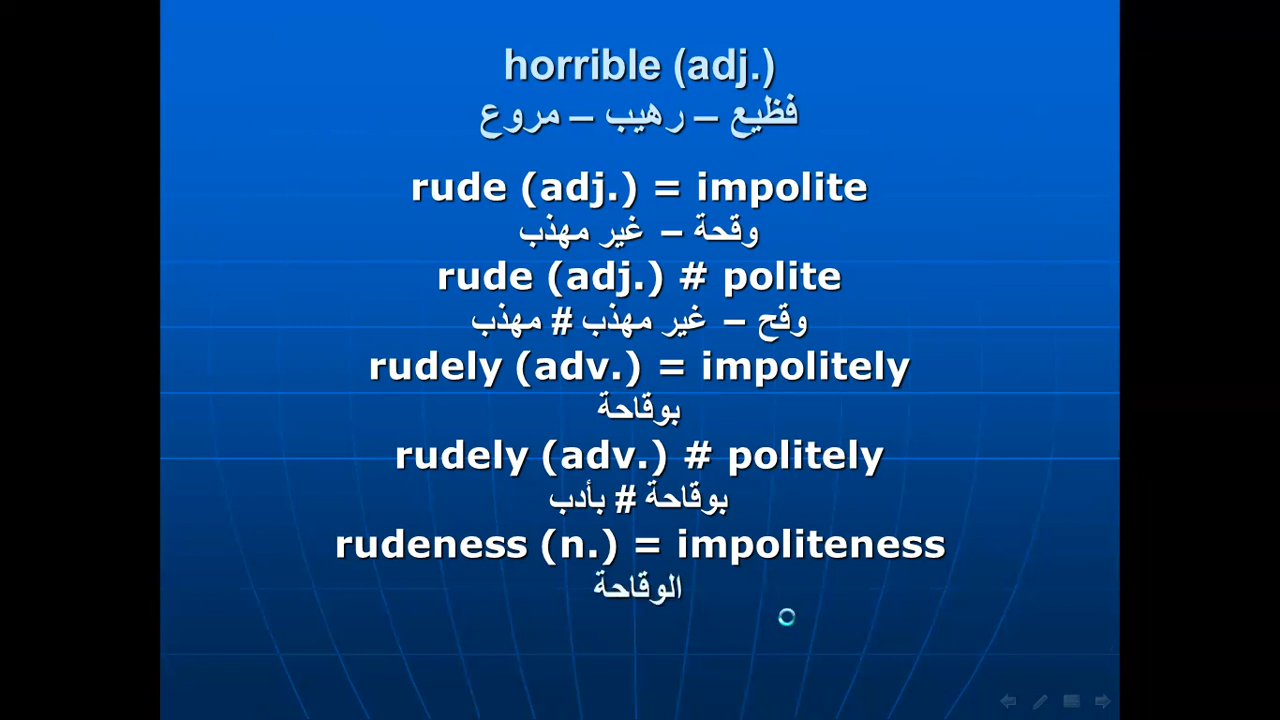 horrible (adj.)
فظيع – رهيب – مروع
rude (adj.) = impolite
وقحة – غير مهذب
rude (adj.) # polite
وقح – غير مهذب # مهذب
rudely (adv.) = impolitely
بوقاحة
rudely (adv.) # politely
بوقاحة # بأدب
rudeness (n.) = impoliteness
الوقاحة